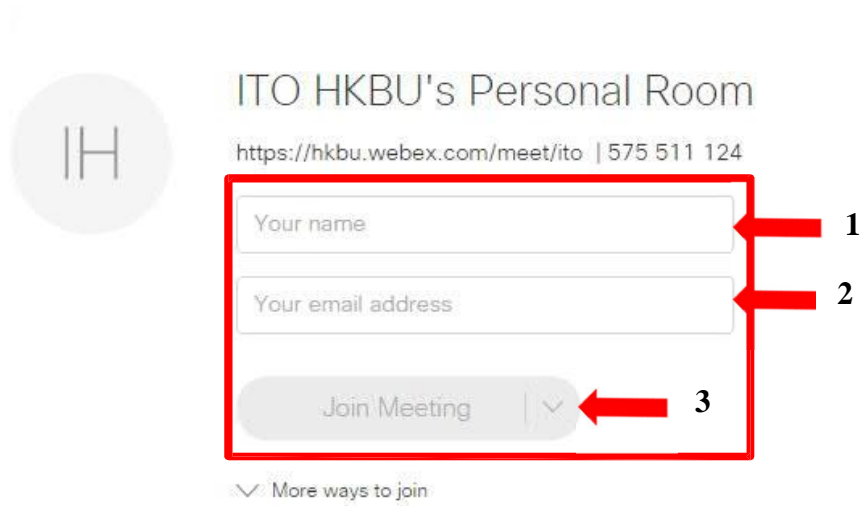 ITO HKBU's Personal Room
IH
https://hkbu.webex.com/meet/ito | 575 511 124
Your name
1
Your email address
2
Join Meeting
3
More ways to join